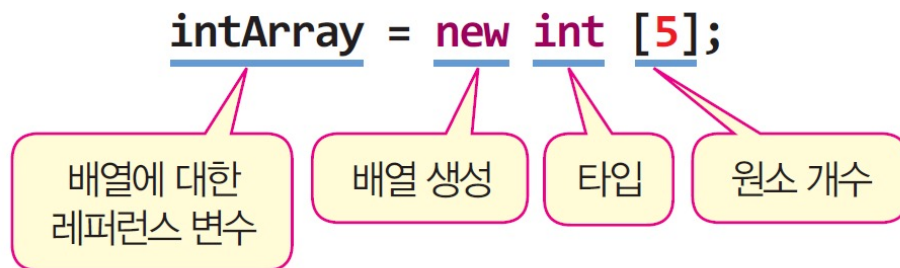 intArray = new int [5];
배열에 대한
레퍼런스 변수
배열 생성
타입
원소 개수